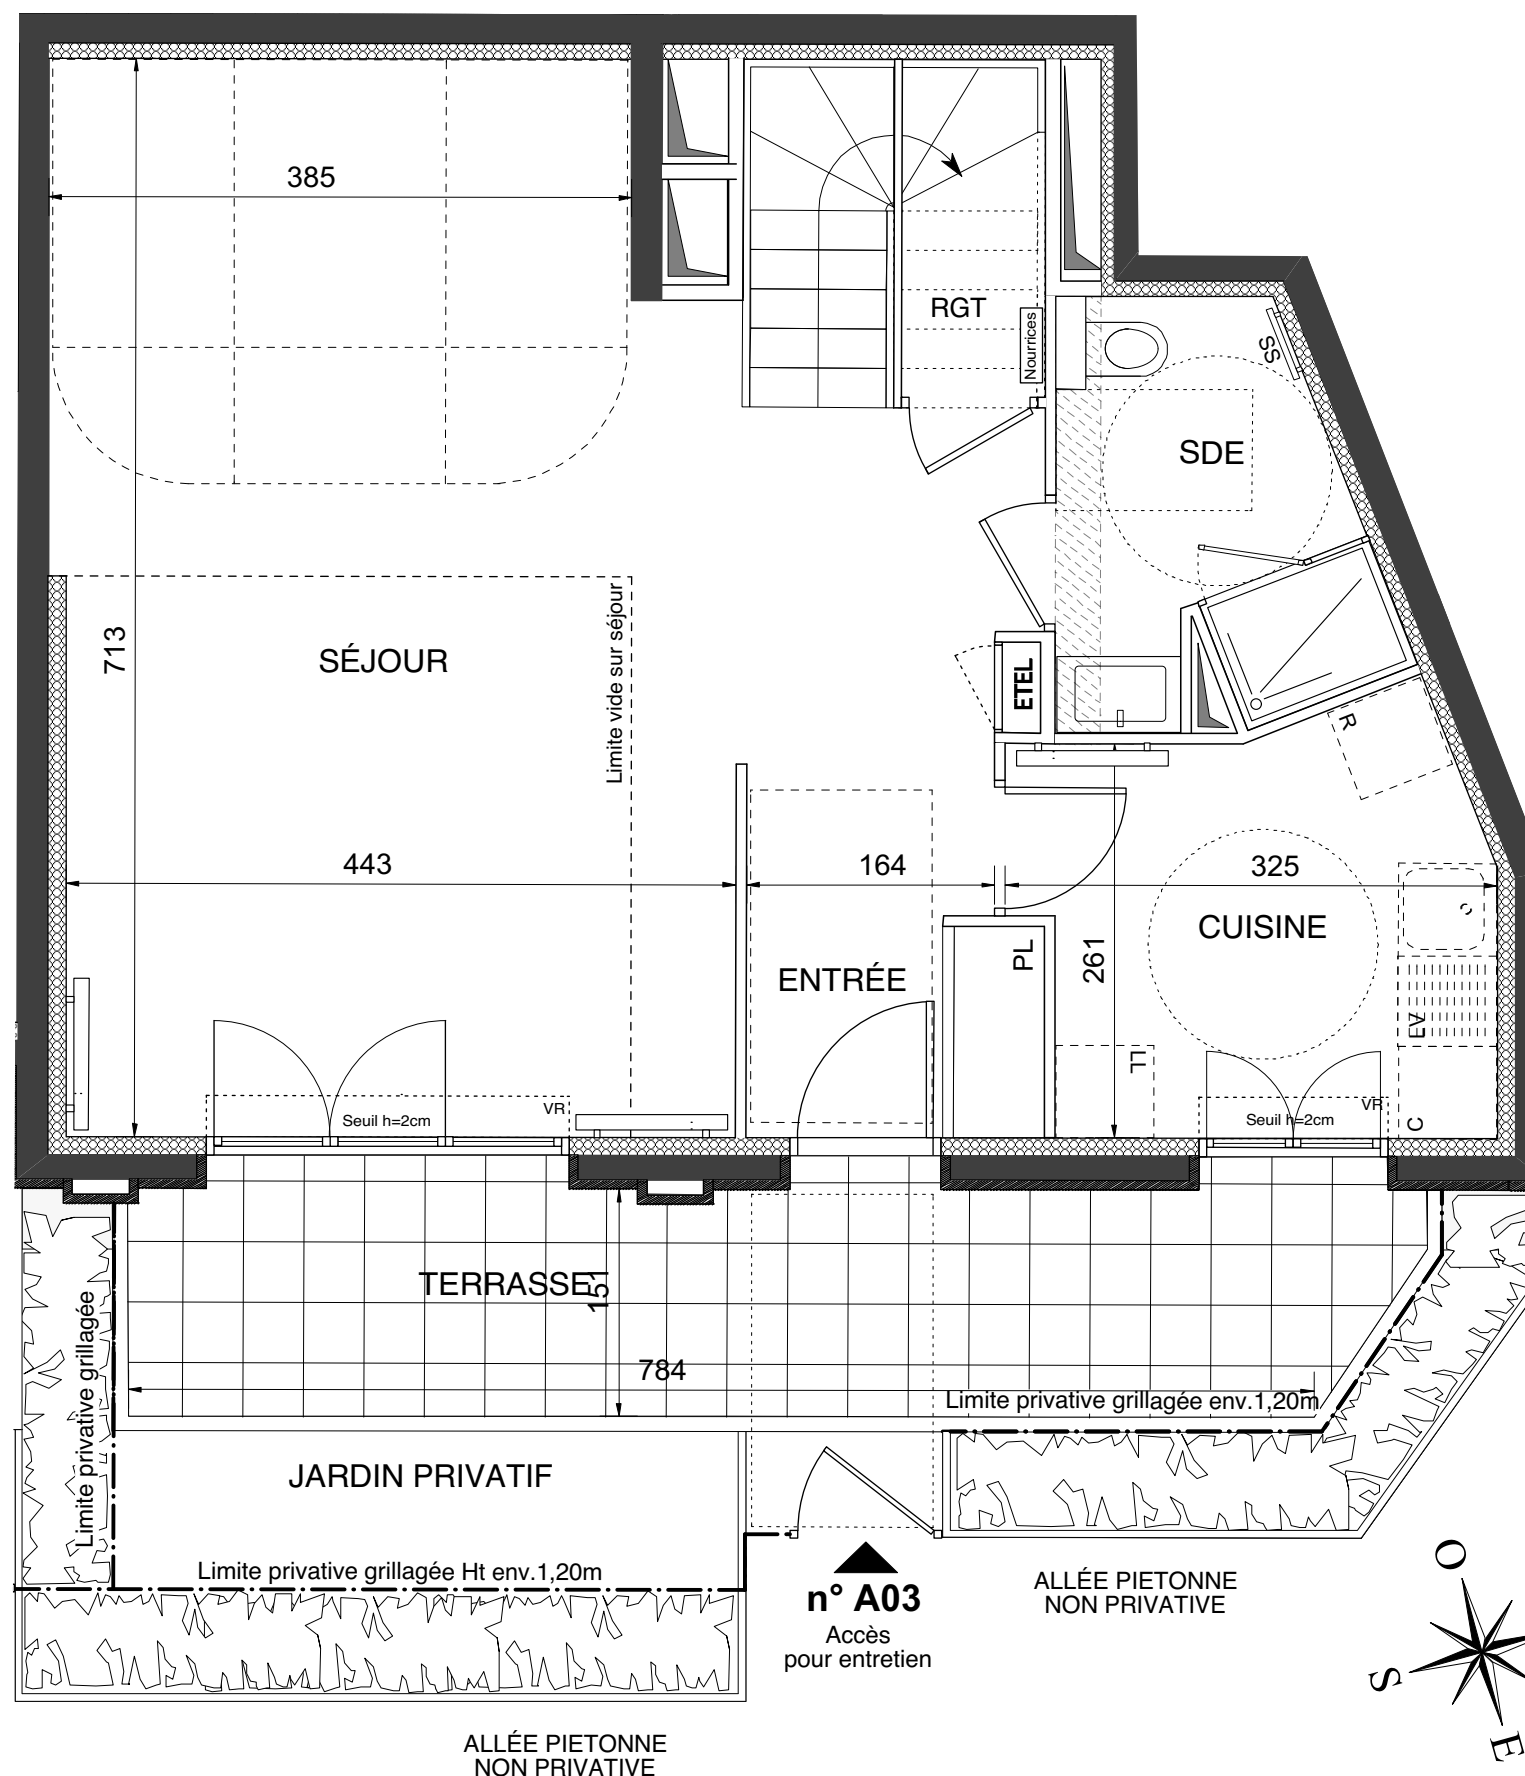 385
RGT
Nourrices
SS
SDE
713
SÉJOUR
Limite vide sur séjour
ETEL
R
443
164
325
CUISINE
ENTRÉE
PL
261
EV
LL
C
VR
Seuil h=2cm
VR
Seuil h=2cm
TERRASSE
151
784
Limite privative grillagée env.1,20m
Limite privative grillagée
JARDIN PRIVATIF
Limite privative grillagée Ht env.1,20m
n° A03
Accès
pour entretien
ALLÉE PIETONNE
NON PRIVATIVE
O
S
E
ALLÉE PIETONNE
NON PRIVATIVE